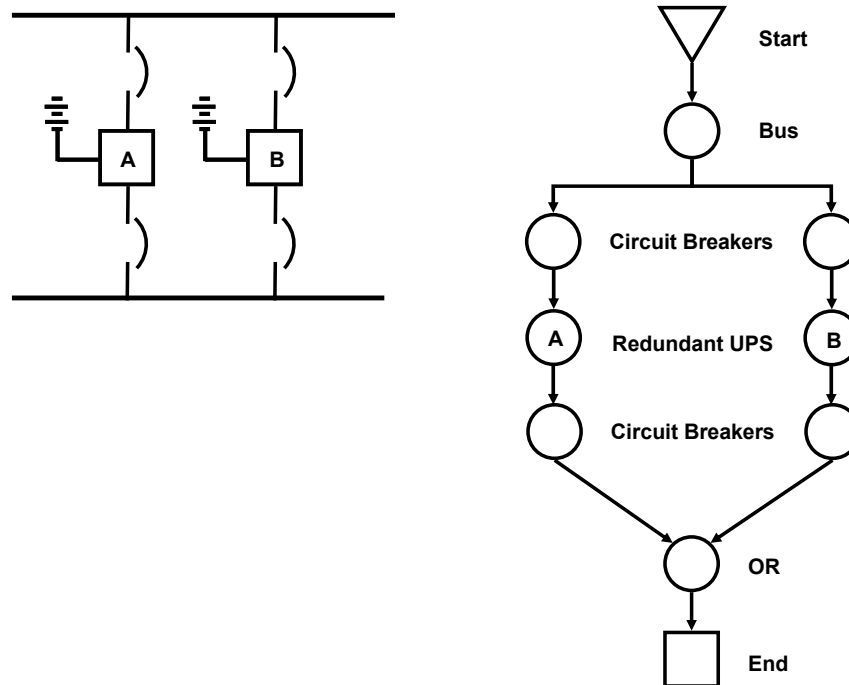 A
B
Start
Bus
Circuit Breakers
A
Redundant UPS
B
Circuit Breakers
OR
End